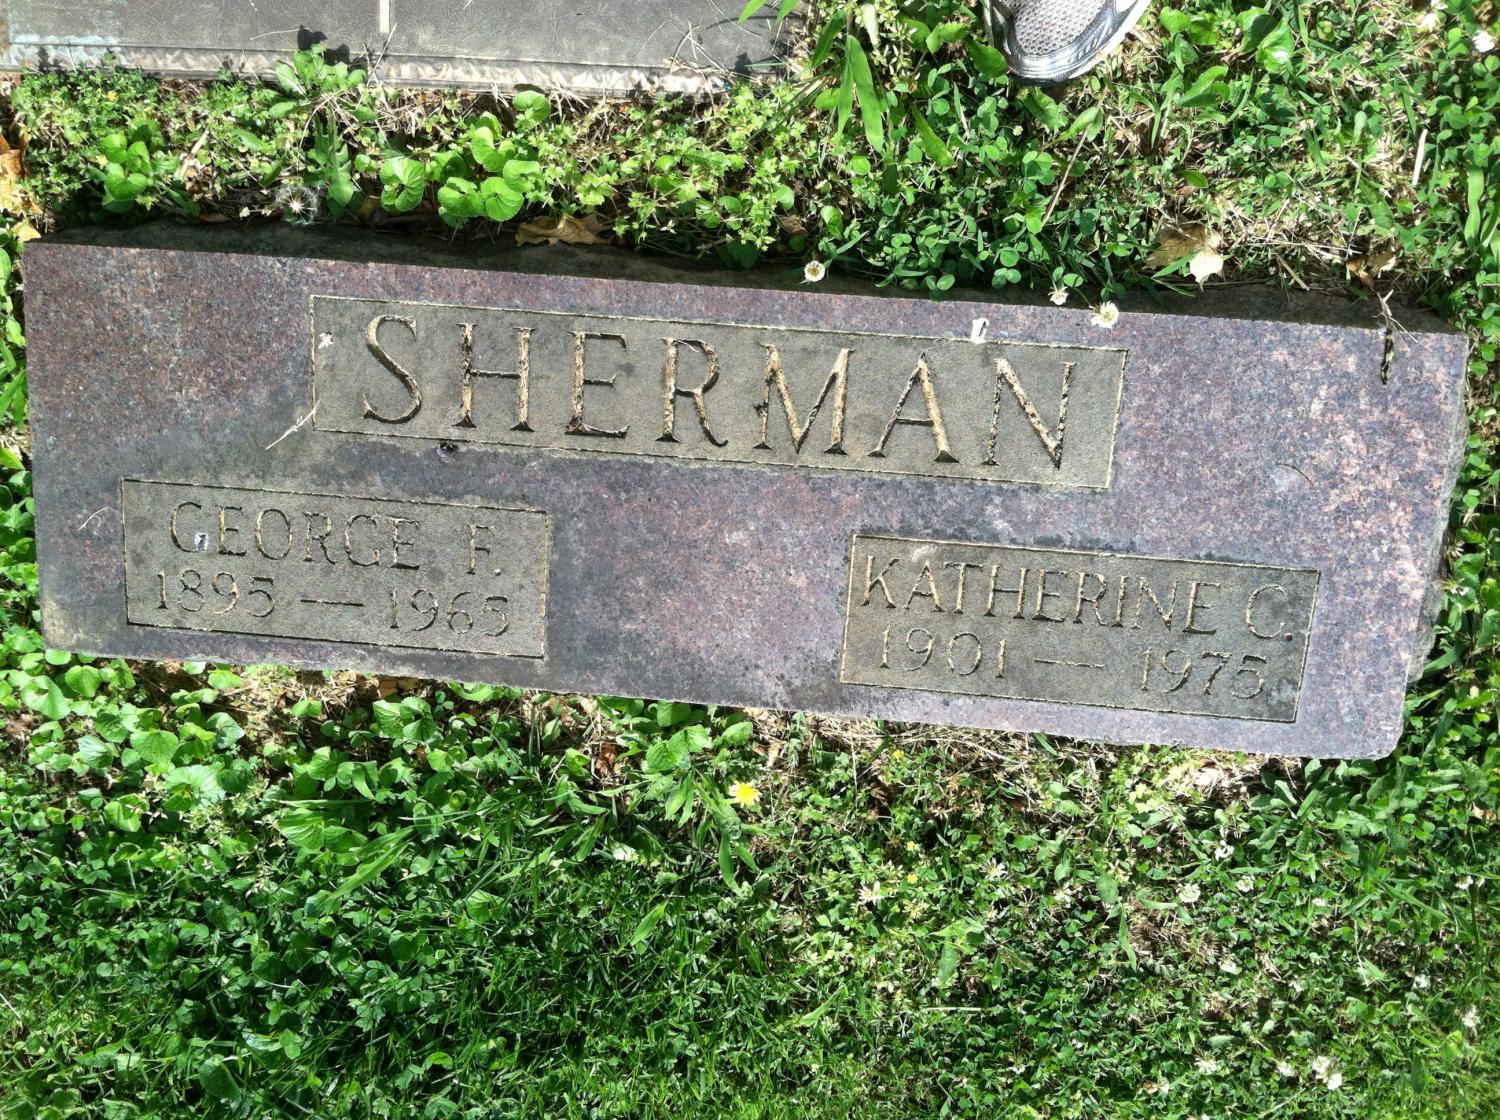 SHERMAN
GEORGE F.
1895 — 1965
KATHERINE C.
1901 — 1975